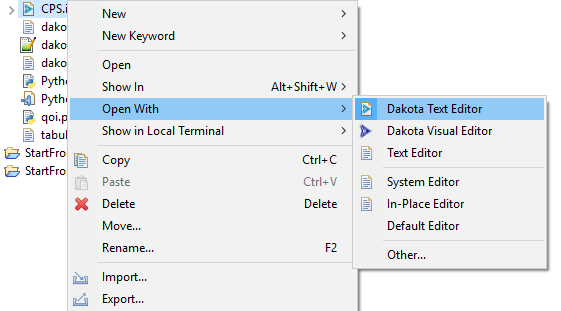 CPS.i
dako
dako
dako
Pytho
Pytho
qoi.p
tabul
StartFro
StartFro
New
New Keyword
Open
Show In Alt+Shift+W
Open With
Show in Local Terminal
Copy Ctrl+C
Paste Ctrl+V
Delete Delete
Move...
Rename... F2
Import...
Export...
Dakota Text Editor
Dakota Visual Editor
Text Editor
System Editor
In-Place Editor
Default Editor
Other...